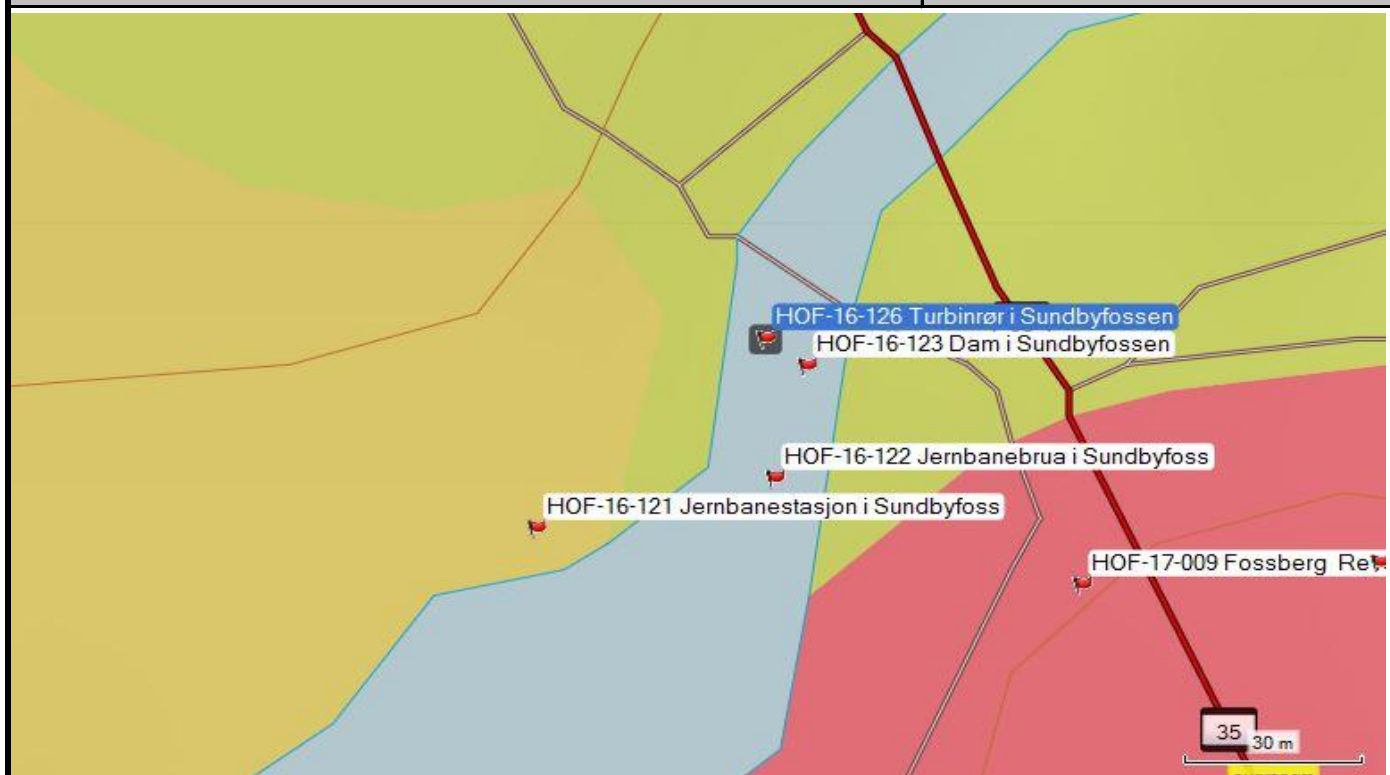 HOF-16-126 Turbinrør i Sundbyfossen
HOF-16-123 Dam i Sundbyfossen
HOF-16-122 Jernbanebrua i Sundbyfoss
HOF-16-121 Jernbanestasjon i Sundbyfoss
HOF-17-009 Fossberg
35
30 m